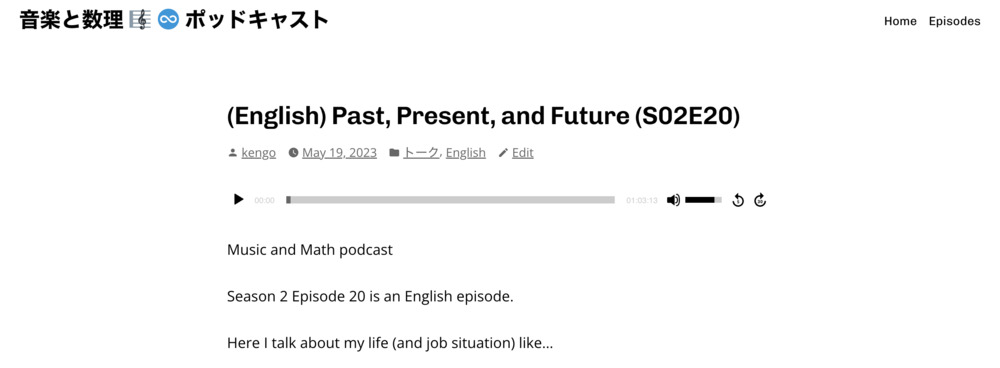 音楽と数理 🎼 ♾️ ポッドキャスト
Home Episodes
(English) Past, Present, and Future (S02E20)
kengo May 19, 2023 トーク, English Edit
00:00 01:03:13
Music and Math podcast
Season 2 Episode 20 is an English episode.
Here I talk about my life (and job situation) like...